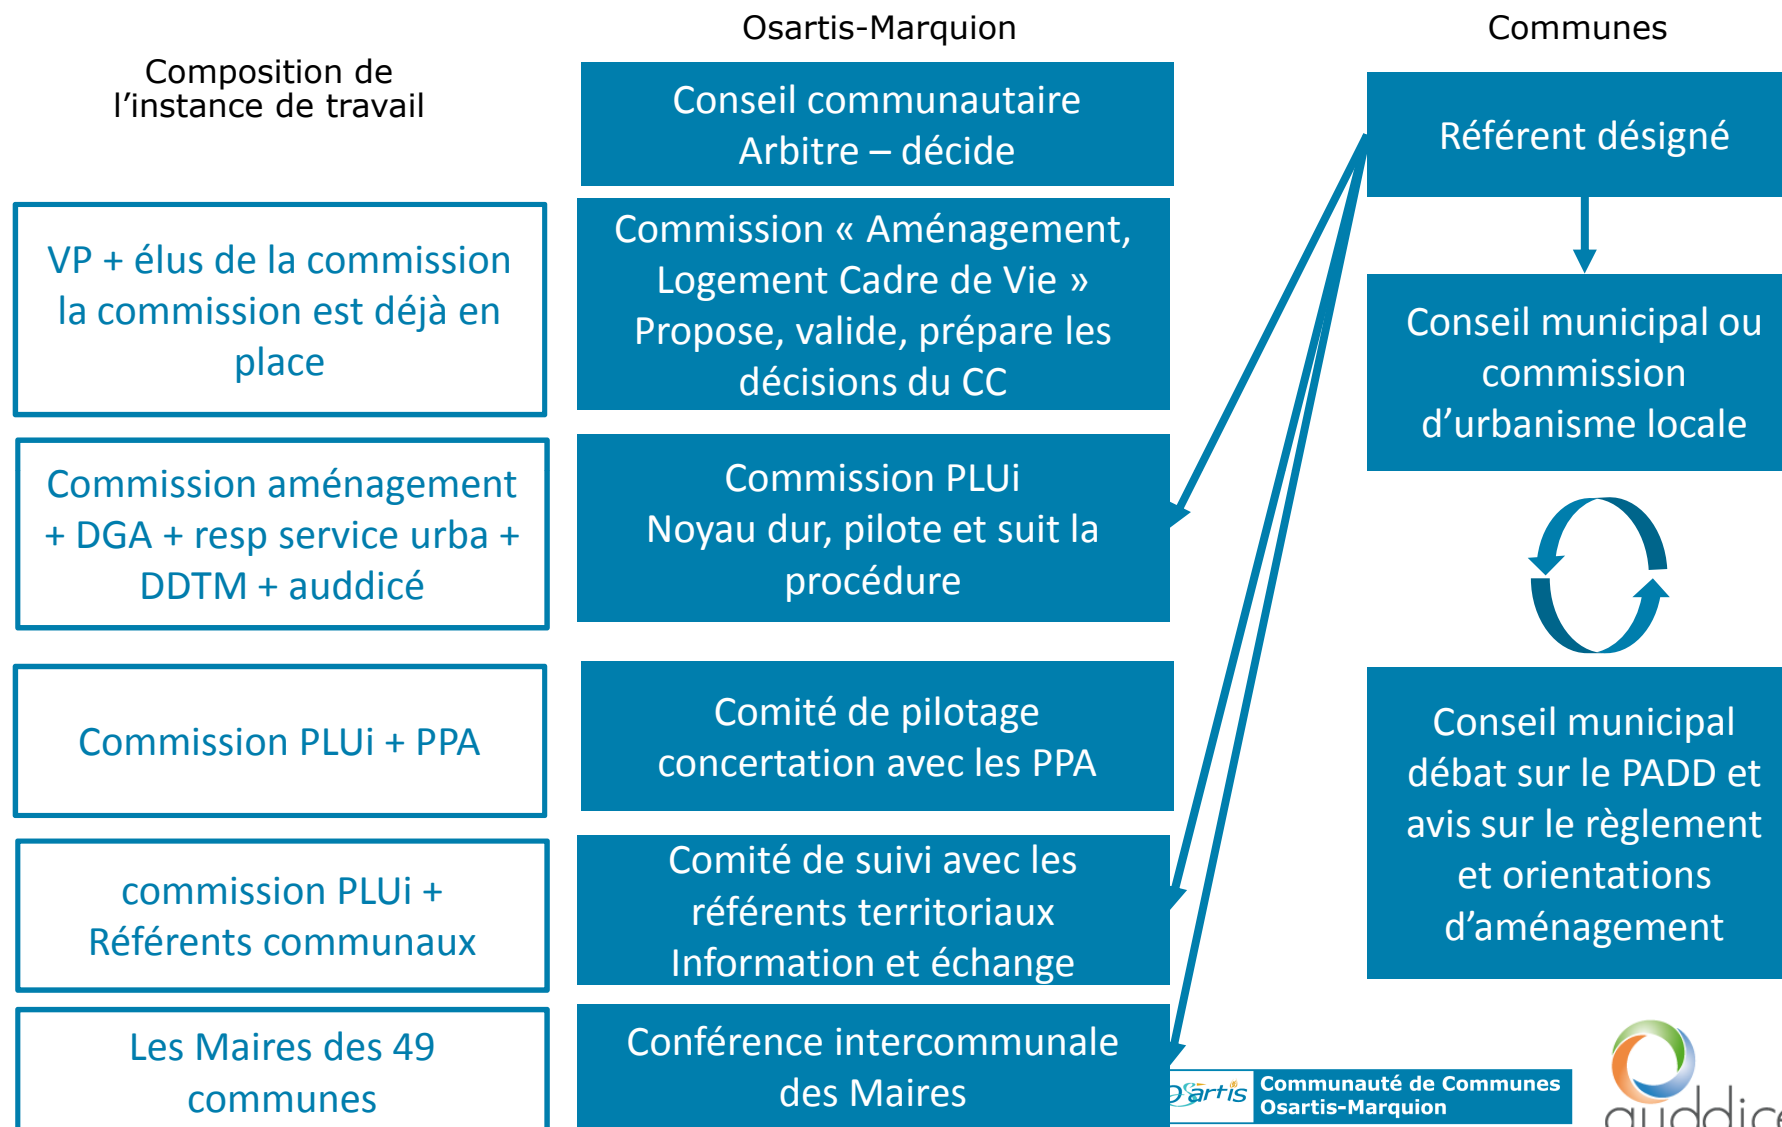 Composition de
l'instance de travail
Osartis-Marquion
Communes
Conseil communautaire
Arbitre – décide
Référent désigné
VP + élus de la commission
la commission est déjà en
place
Commission « Aménagement,
Logement Cadre de Vie »
Propose, valide, prépare les
décisions du CC
Conseil municipal ou
commission
d'urbanisme locale
Commission aménagement
+ DGA + resp service urba +
DDTM + auddicé
Commission PLUi
Noyau dur, pilote et suit la
procédure
Commission PLUi + PPA
Comité de pilotage
concertation avec les PPA
Conseil municipal
débat sur le PADD et
avis sur le règlement
et orientations
d'aménagement
commission PLUi +
Référents communaux
Comité de suivi avec les
référents territoriaux
Information et échange
Les Maires des 49
communes
Conférence intercommunale
des Maires
Osartis
Communauté de Communes
Osartis-Marquion
auddice